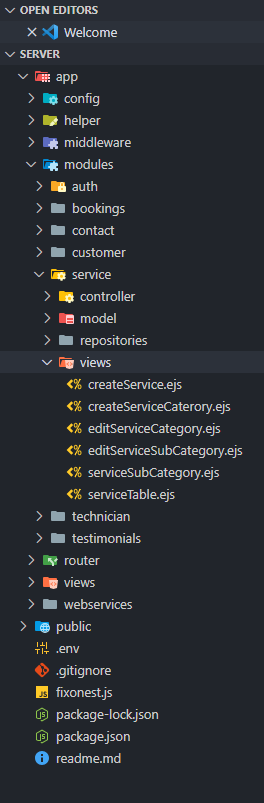 OPEN EDITORS
Welcome
SERVER
app
config
helper
middleware
modules
auth
bookings
contact
customer
service
controller
model
repositories
views
createService.ejs
createServiceCaterory.ejs
editServiceCategory.ejs
editServiceSubCategory.ejs
serviceSubCategory.ejs
serviceTable.ejs
technician
testimonials
router
views
webservices
public
.env
.gitignore
JS fixonest.js
package-lock.json
package.json
readme.md